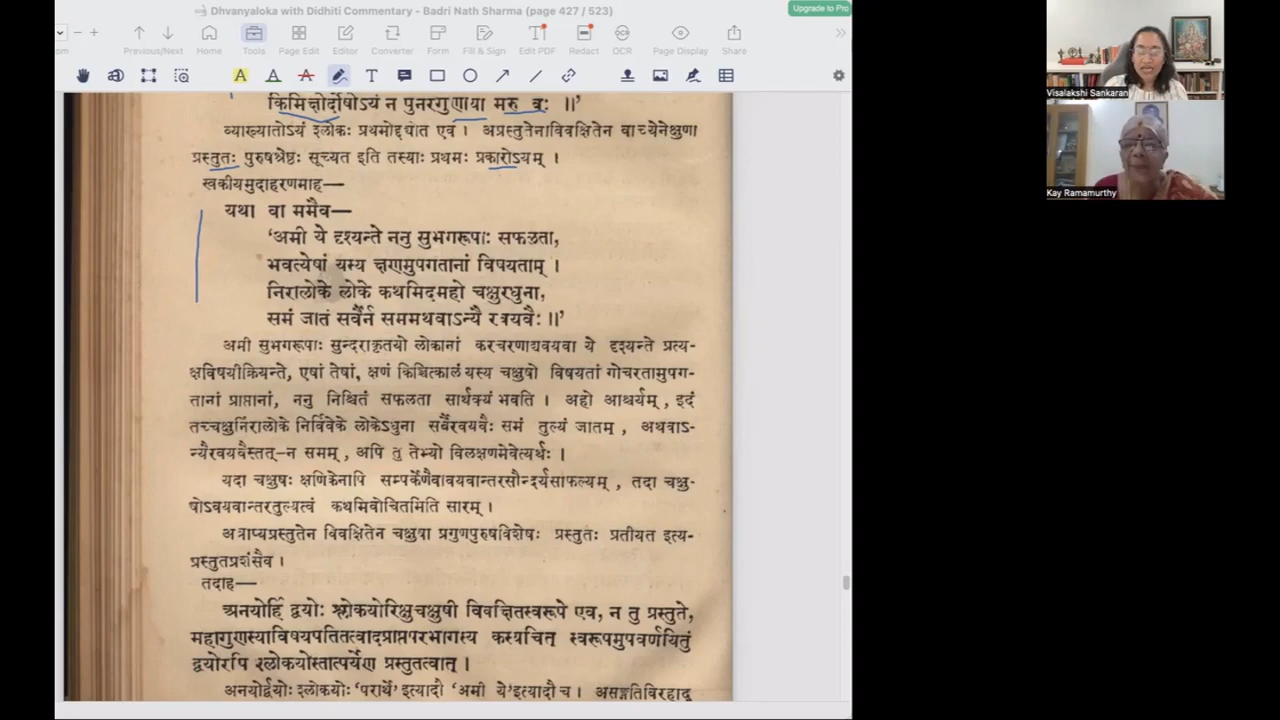 Dhvanyaloka with Didhiti Commentary - Badri Nath Sharma (page 427 / 523)
Upgrade to Pro
Previous/Next Home Tools Page Edit Editor Converter Form Fill & Sign Edit PDF Redact OCR Page Display Share
किमिक्षोर्दोषोऽयं न पुनरगुणाया मरु वः ॥’
व्याख्यातोऽयं श्लोकः प्रथमोद्द्योत एव । अप्रस्तुतेनाविवक्षितेन वाच्येनेक्षुणा
प्रस्तुतः पुरुषश्रेष्ठः सूच्यत इति तस्याः प्रथमः प्रकारोऽयम् ।
स्वकीयमुदाहरणमाह—
यथा वा ममैव—
‘अमी ये दृश्यन्ते ननु सुभगरूपाः सफलता,
भवत्येषां यस्य क्षणमुपगतानां विषयताम् ।
निरालोके लोके कथमिदमहो चक्षुरधुना,
समं जातं सर्वैर्न सममथवाऽन्यैरवयवैः ॥’
अमी सुभगरूपाः सुन्दराकृतयो लोकानां करचरणाद्यवयवा ये दृश्यन्ते प्रत्य-
क्षविषयीक्रियन्ते, एषां तेषां, क्षणं किञ्चित्कालं यस्य चक्षुषो विषयतां गोचरतामुपग-
तानां प्राप्तानां, ननु निश्चितं सफलता सार्थक्यं भवति । अहो आश्चर्यम् , इदं
तच्चक्षुर्निरालोके निर्विवेके लोकेऽधुना सर्वैरवयवैः समं तुल्यं जातम् , अथवाऽ-
न्यैरवयवैस्तत्-न समम् , अपि तु तेभ्यो विलक्षणमेवेत्यर्थः ।
यदा चक्षुषः क्षणिकेनापि सम्पर्केणैवावयवान्तरसौन्दर्यसाफल्यम् , तदा चक्षु-
षोऽवयवान्तरतुल्यत्वं कथमिवोचितमिति सारम् ।
अत्राप्यप्रस्तुतेन विवक्षितेन चक्षुषा प्रगुणपुरुषविशेषः प्रस्तुतः प्रतीयत इत्य-
प्रस्तुतप्रशंसैव ।
तदाह—
अनयोर्हि द्वयोः श्लोकयोरिक्षुचक्षुषी विवक्षितस्वरूपे एव, न तु प्रस्तुते,
महागुणस्याविषयपतितत्वादप्राप्तपरभागस्य कस्यचित् स्वरूपमुपवर्णयितुं
द्वयोरपि श्लोकयोस्तात्पर्येण प्रस्तुतत्वात् ।
अनयोर्द्वयोः श्लोकयोः ‘परार्थे’ इत्यादौ ‘अमी ये’ इत्यादौ च । असङ्गतिविरहाद्
Visalakshi Sankaran
Kay Ramamurthy